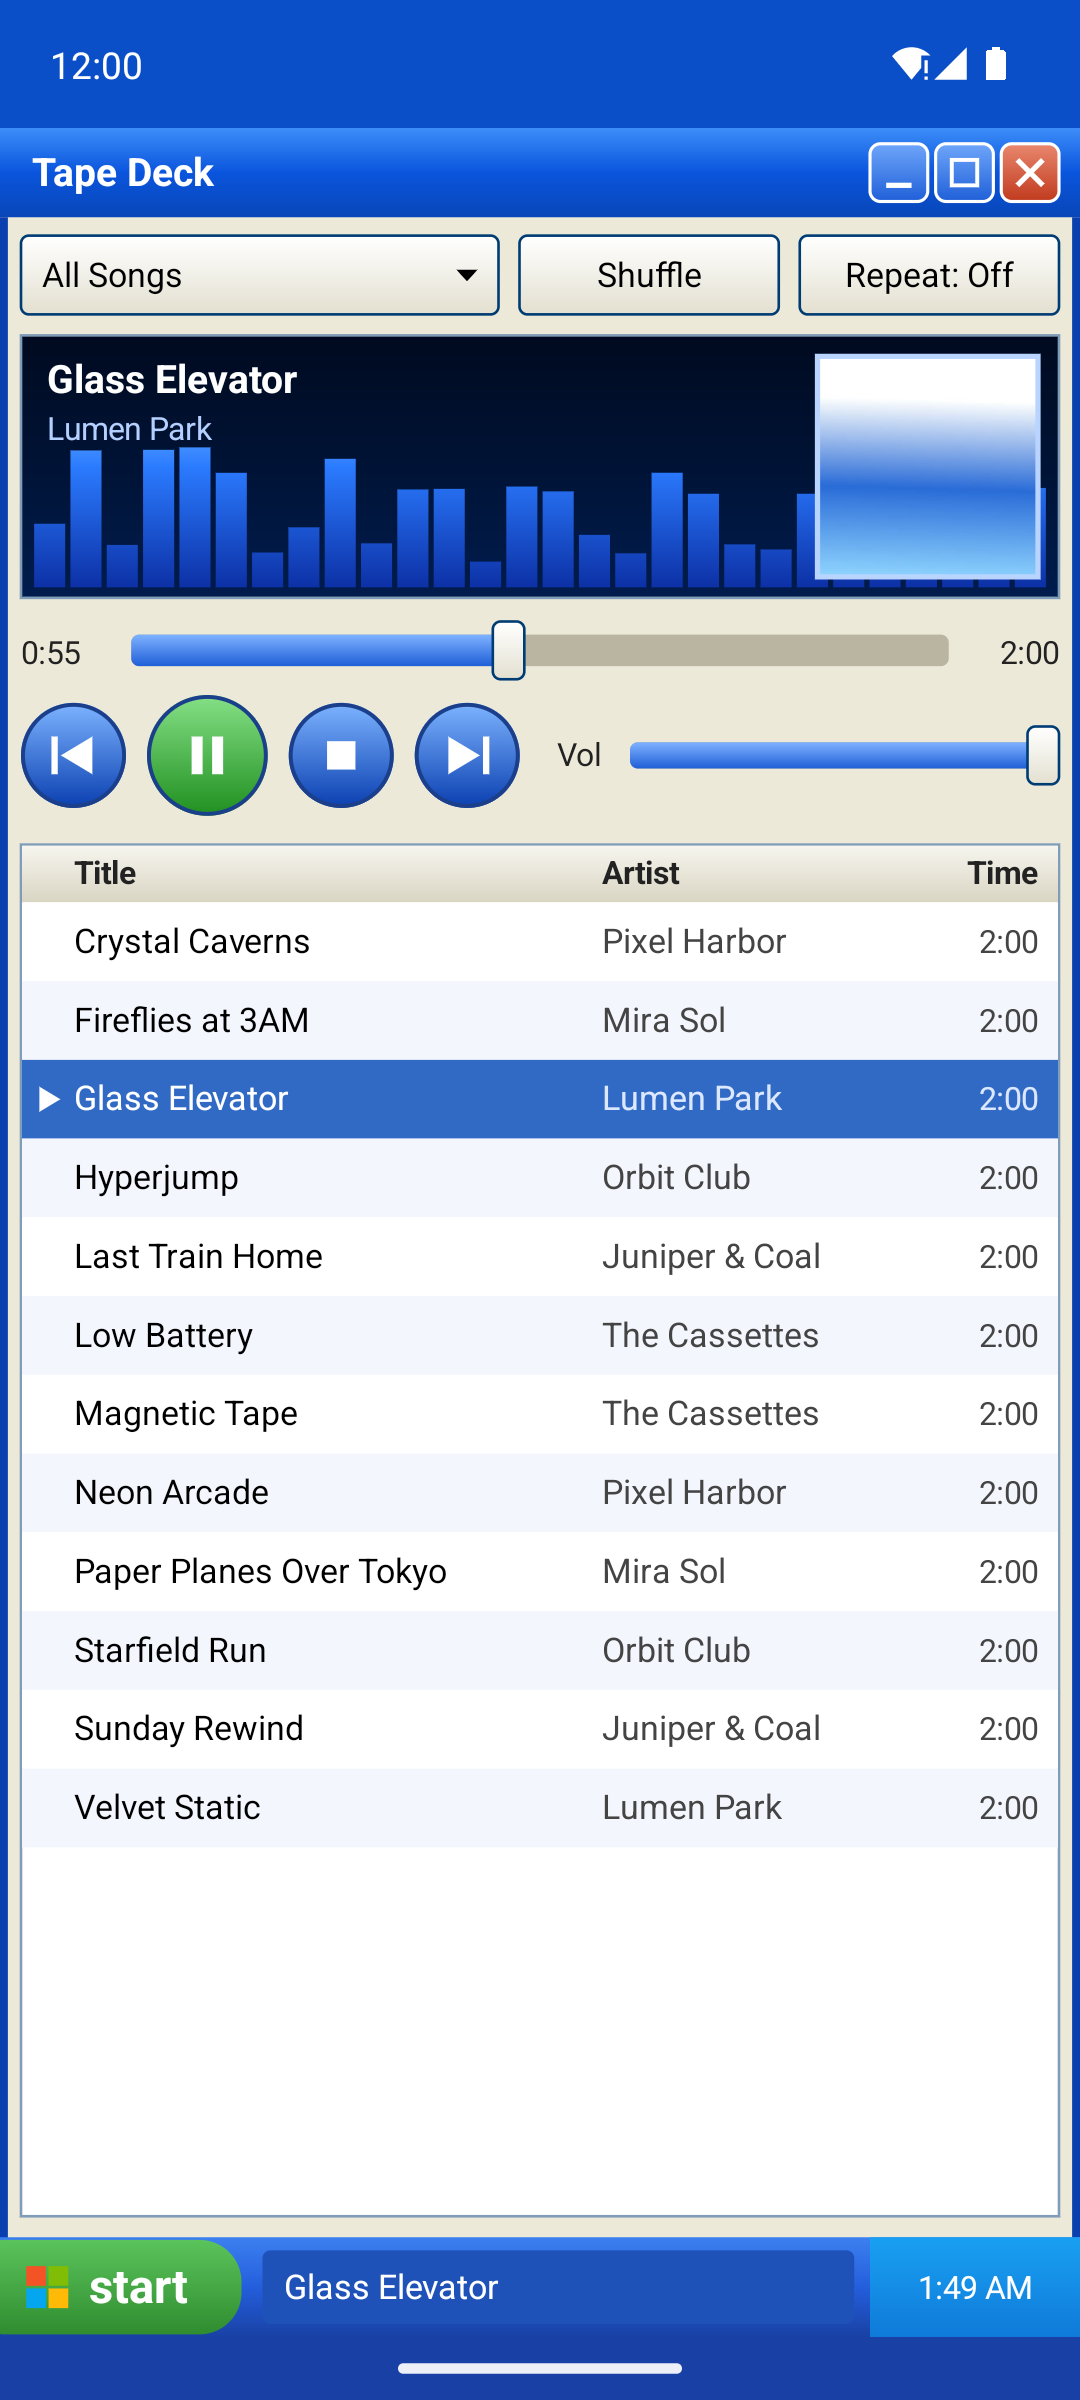 12:00
Tape Deck
All Songs
Shuffle
Repeat: Off
Glass Elevator
Lumen Park
0:55
2:00
Vol
Title Artist Time
Crystal Caverns Pixel Harbor 2:00
Fireflies at 3AM Mira Sol 2:00
Glass Elevator Lumen Park 2:00
Hyperjump Orbit Club 2:00
Last Train Home Juniper & Coal 2:00
Low Battery The Cassettes 2:00
Magnetic Tape The Cassettes 2:00
Neon Arcade Pixel Harbor 2:00
Paper Planes Over Tokyo Mira Sol 2:00
Starfield Run Orbit Club 2:00
Sunday Rewind Juniper & Coal 2:00
Velvet Static Lumen Park 2:00
start
Glass Elevator
1:49 AM